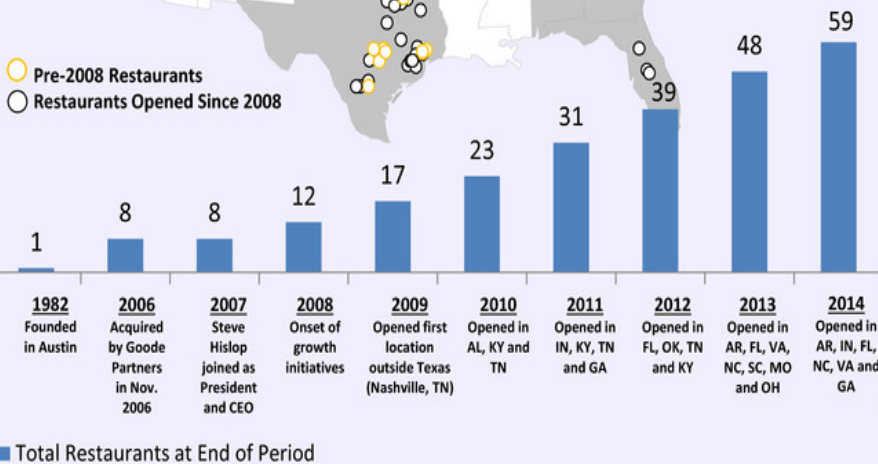 Pre-2008 Restaurants
Restaurants Opened Since 2008
1
8
8
12
17
23
31
39
48
59
1982
Founded
in Austin
2006
Acquired
by Goode
Partners
in Nov.
2006
2007
Steve
Hislop
joined as
President
and CEO
2008
Onset of
growth
initiatives
2009
Opened first
location
outside Texas
(Nashville, TN)
2010
Opened in
AL, KY and
TN
2011
Opened in
IN, KY, TN
and GA
2012
Opened in
FL, OK, TN
and KY
2013
Opened in
AR, FL, VA,
NC, SC, MO
and OH
2014
Opened in
AR, IN, FL,
NC, VA and
GA
Total Restaurants at End of Period